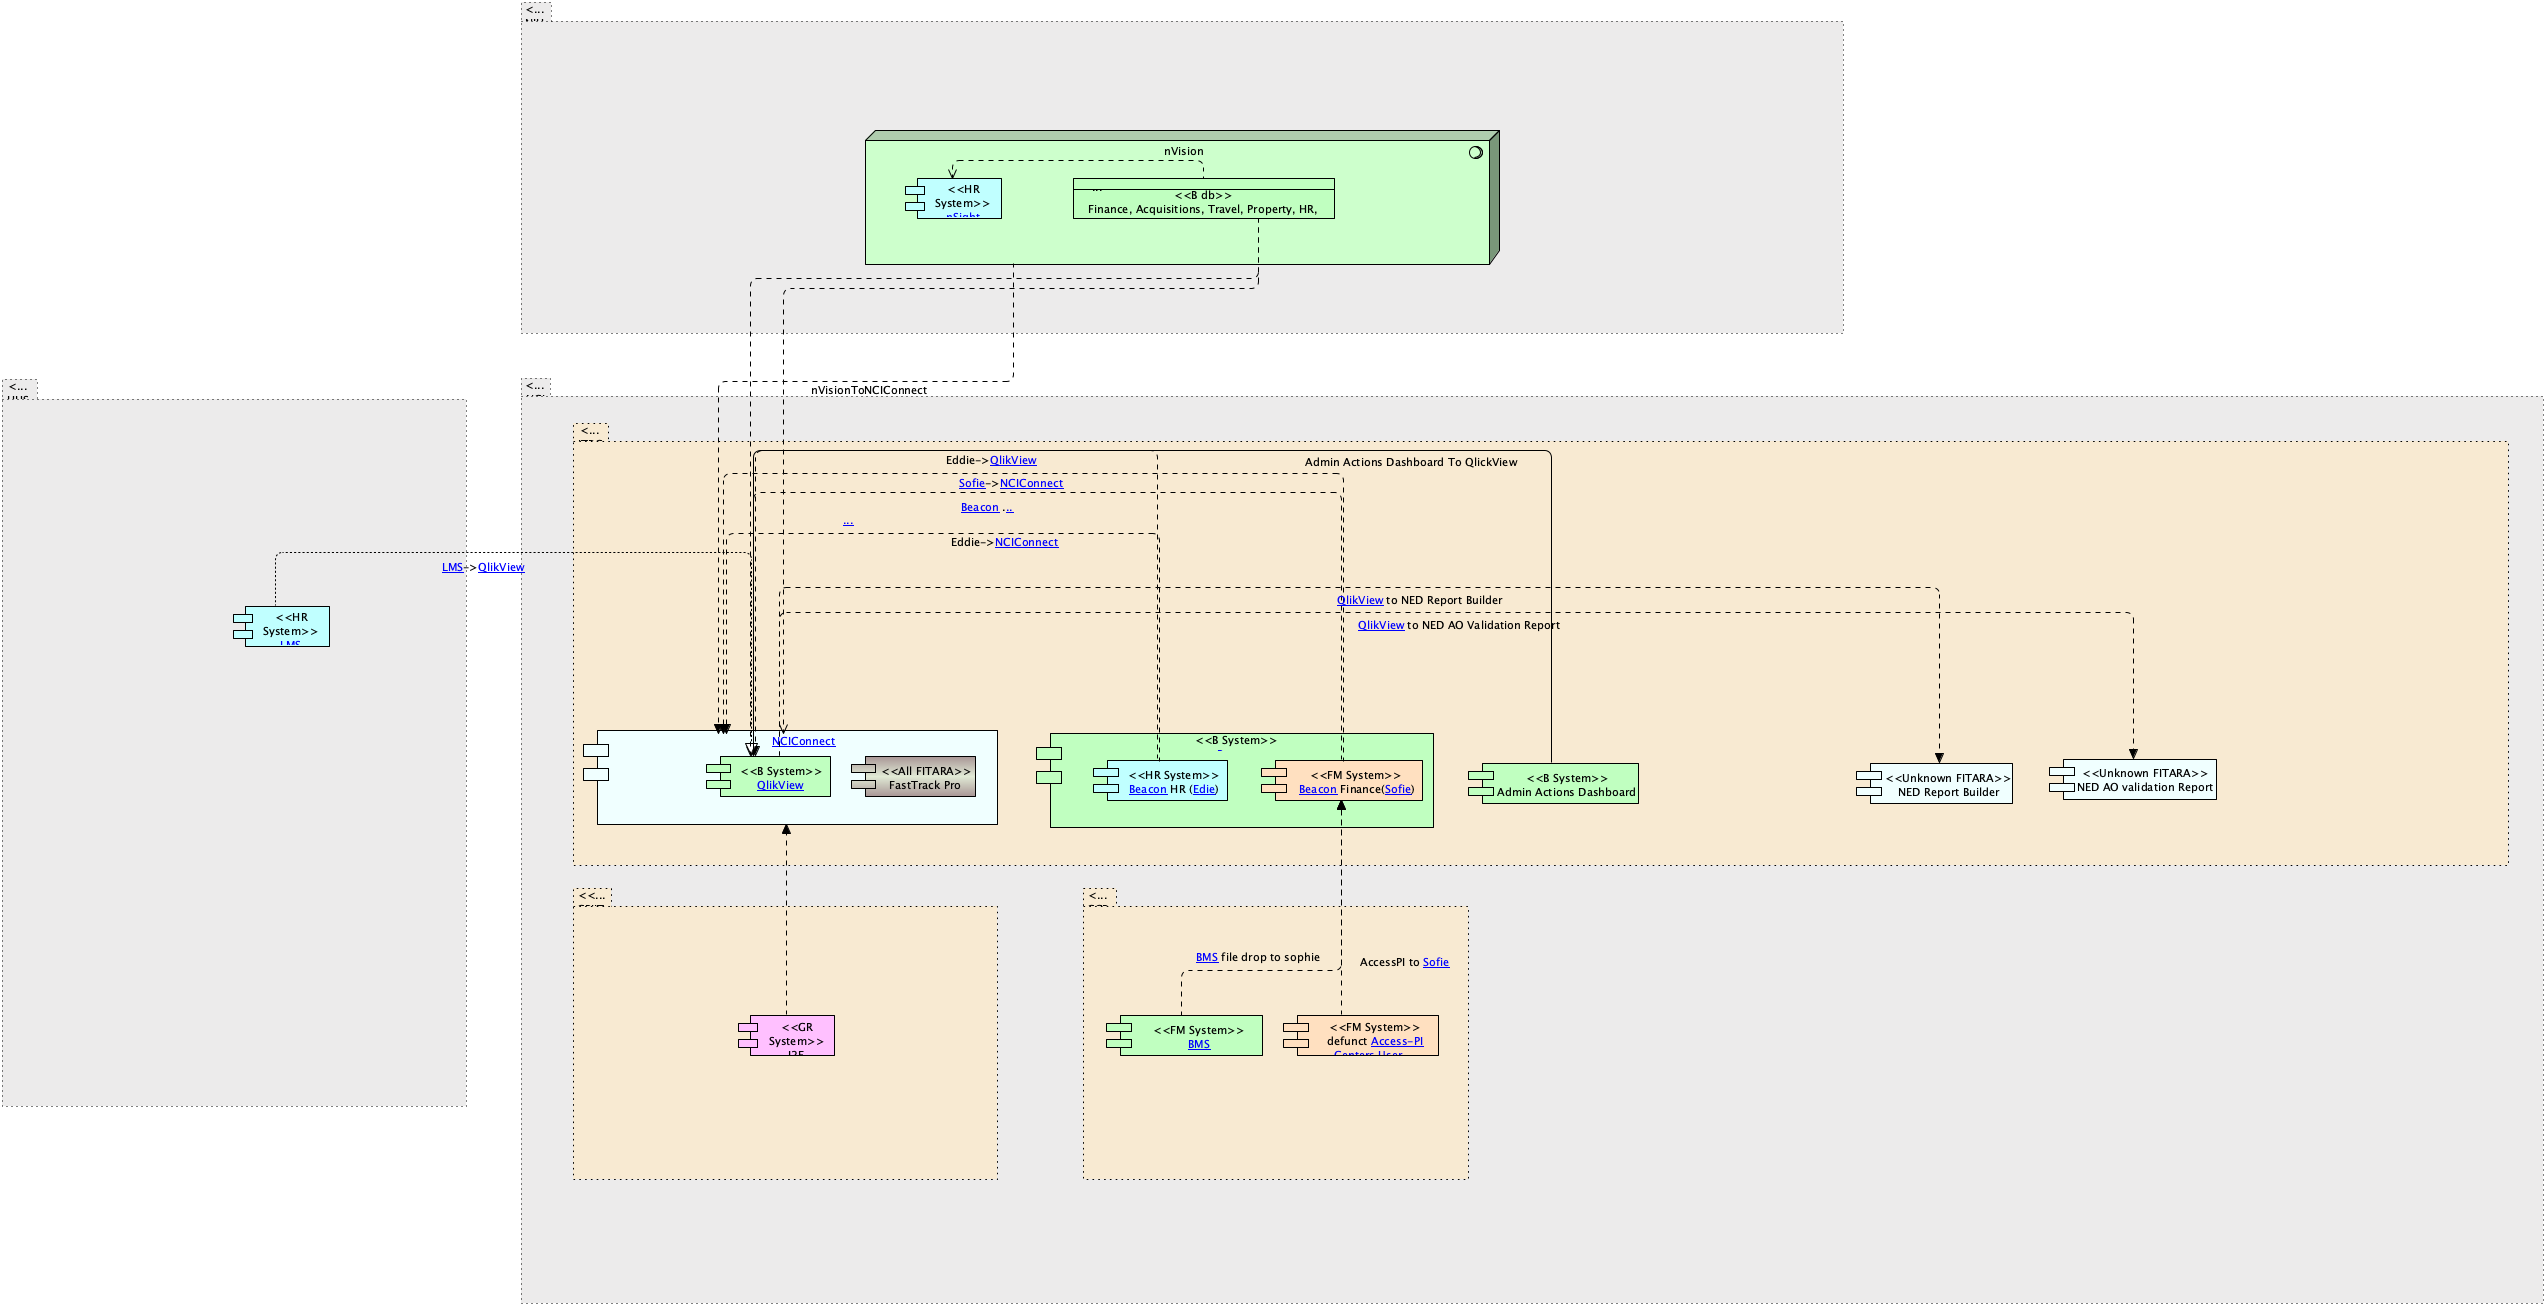 <...
nVision
<<HR
System>>
...
<<B db>>
Finance, Acquisitions, Travel, Property, HR,
<...
<...
nVisionToNCIConnect
<...
Eddie->QlikView
Admin Actions Dashboard To QlickView
Sofie->NCIConnect
Beacon ...
...
Eddie->NCIConnect
LMS->QlikView
QlikView to NED Report Builder
QlikView to NED AO Validation Report
<<HR
System>>
LMS
NCIConnect
<<B System>>
QlikView
<<All FITARA>>
FastTrack Pro
<<B System>>
<<HR System>>
Beacon HR (Edie)
<<FM System>>
Beacon Finance(Sofie)
<<B System>>
Admin Actions Dashboard
<<Unknown FITARA>>
NED Report Builder
<<Unknown FITARA>>
NED AO validation Report
<<...
<...
BMS file drop to sophie
AccessPI to Sofie
<<GR
System>>
<<FM System>>
BMS
<<FM System>>
defunct Access-PI